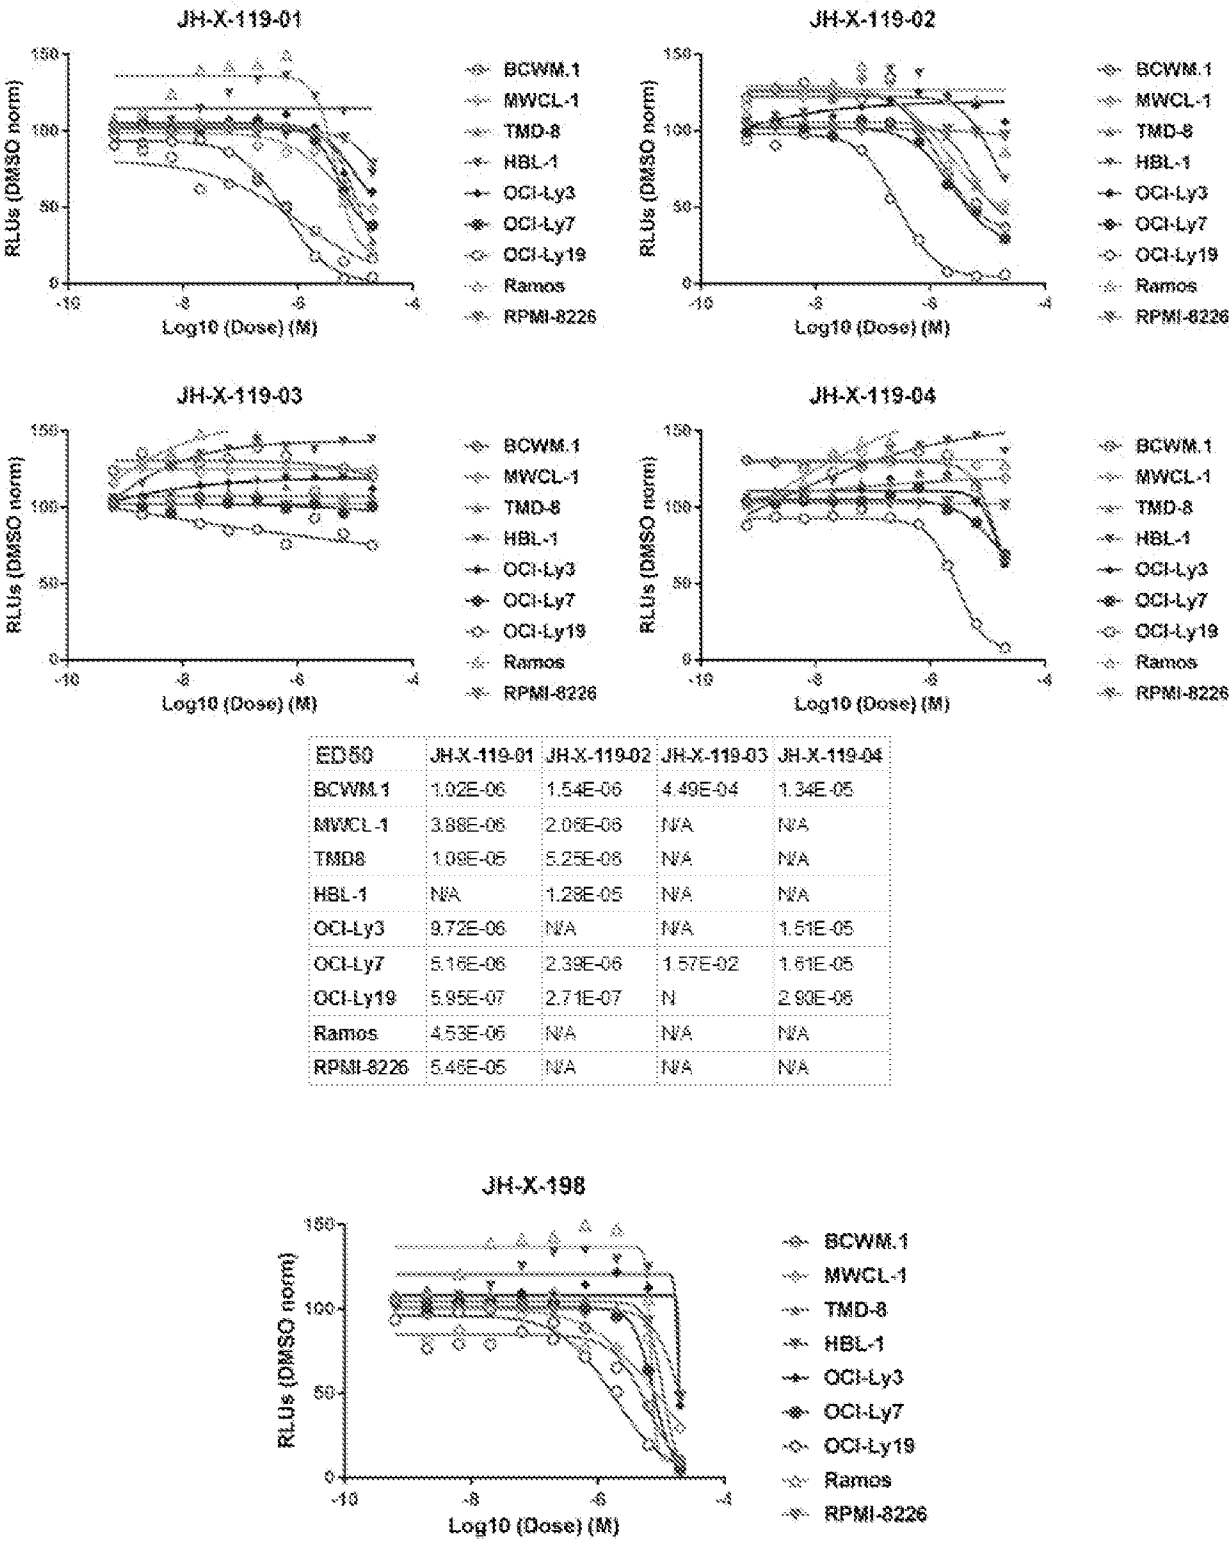 JH-X-119-01
150
100
50
0
RLUs (DMSO norm)
-10 -8 -6 -4
Log10 (Dose) (M)
BCWM.1
MWCL-1
TMD-8
HBL-1
OCI-Ly3
OCI-Ly7
OCI-Ly19
Ramos
RPMI-8226
JH-X-119-02
150
100
50
0
RLUs (DMSO norm)
-10 -8 -6 -4
Log10 (Dose) (M)
BCWM.1
MWCL-1
TMD-8
HBL-1
OCI-Ly3
OCI-Ly7
OCI-Ly19
Ramos
RPMI-8226
JH-X-119-03
150
100
50
0
RLUs (DMSO norm)
-10 -8 -6 -4
Log10 (Dose) (M)
BCWM.1
MWCL-1
TMD-8
HBL-1
OCI-Ly3
OCI-Ly7
OCI-Ly19
Ramos
RPMI-8226
JH-X-119-04
150
100
50
0
RLUs (DMSO norm)
-10 -8 -6 -4
Log10 (Dose) (M)
BCWM.1
MWCL-1
TMD-8
HBL-1
OCI-Ly3
OCI-Ly7
OCI-Ly19
Ramos
RPMI-8226
ED50 JH-X-119-01 JH-X-119-02 JH-X-119-03 JH-X-119-04
BCWM.1 1.02E-06 1.54E-06 4.49E-04 1.34E-05
MWCL-1 3.88E-06 2.06E-06 N/A N/A
TMD8 1.09E-05 5.25E-06 N/A N/A
HBL-1 N/A 1.28E-05 N/A N/A
OCI-Ly3 9.72E-06 N/A N/A 1.51E-05
OCI-Ly7 5.16E-06 2.39E-06 1.57E-02 1.61E-05
OCI-Ly19 5.95E-07 2.71E-07 N 2.90E-06
Ramos 4.53E-06 N/A N/A N/A
RPMI-8226 5.46E-05 N/A N/A N/A
JH-X-198
150
100
50
0
RLUs (DMSO norm)
-10 -8 -6 -4
Log10 (Dose) (M)
BCWM.1
MWCL-1
TMD-8
HBL-1
OCI-Ly3
OCI-Ly7
OCI-Ly19
Ramos
RPMI-8226